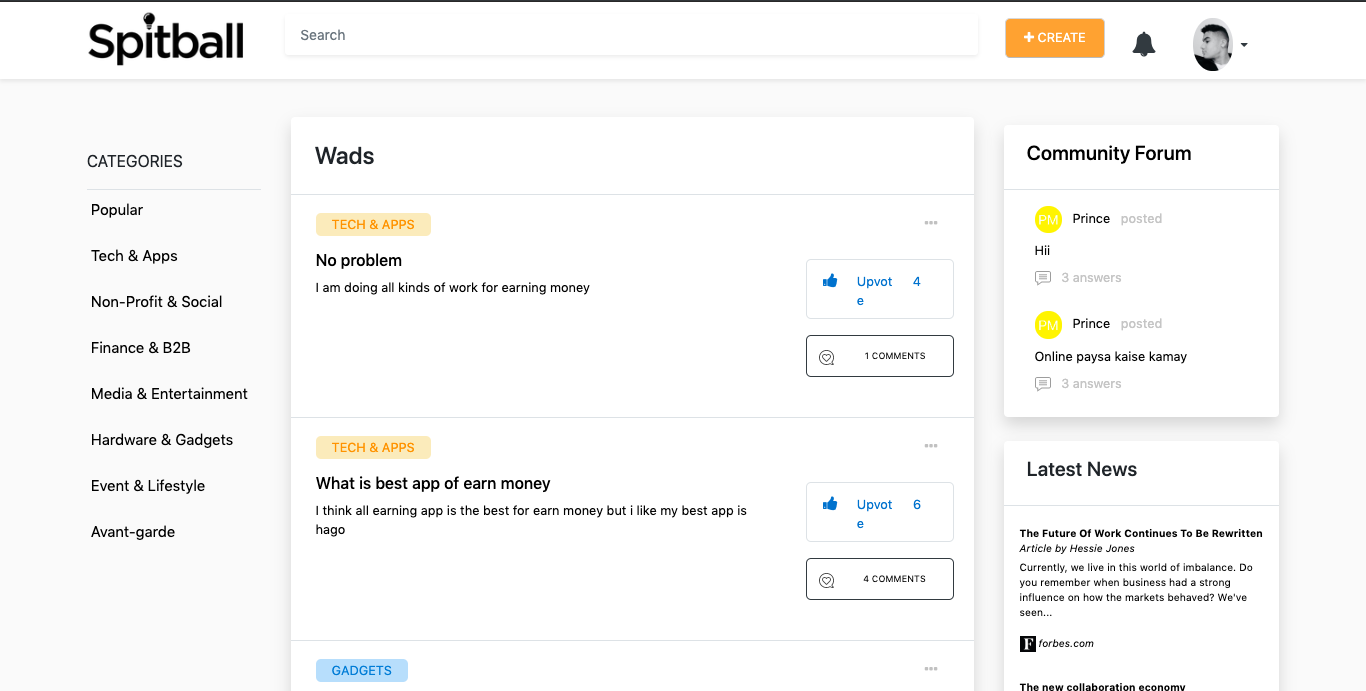 Spitball
Search
+ CREATE
CATEGORIES
Popular
Tech & Apps
Non-Profit & Social
Finance & B2B
Media & Entertainment
Hardware & Gadgets
Event & Lifestyle
Avant-garde
Wads
TECH & APPS
No problem
I am doing all kinds of work for earning money
Upvot 4
e
1 COMMENTS
TECH & APPS
What is best app of earn money
I think all earning app is the best for earn money but i like my best app is
hago
Upvot 6
e
4 COMMENTS
GADGETS
Community Forum
PM Prince posted
Hii
3 answers
PM Prince posted
Online paysa kaise kamay
3 answers
Latest News
The Future Of Work Continues To Be Rewritten
Article by Hessie Jones
Currently, we live in this world of imbalance. Do
you remember when business had a strong
influence on how the markets behaved? We've
seen...
F forbes.com
The new collaboration economy